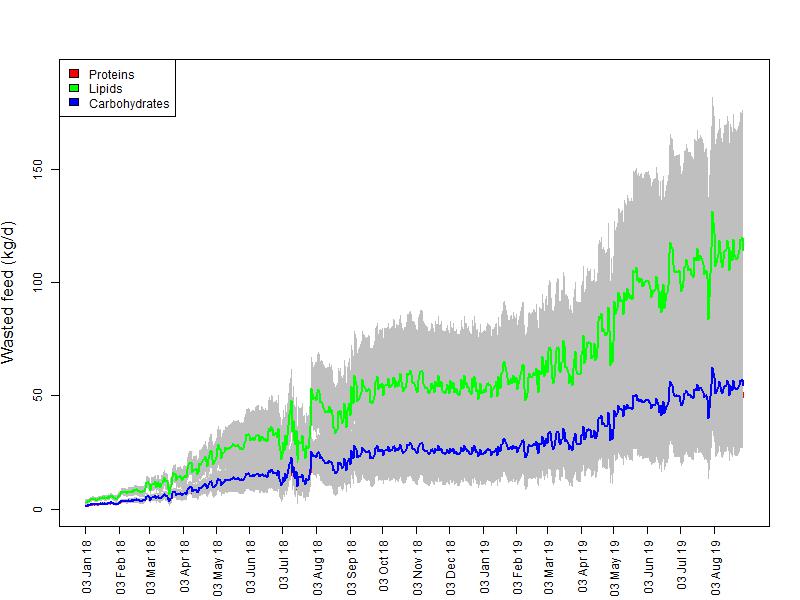 Proteins
Lipids
Carbohydrates
Wasted feed (kg/d)
150
100
50
0
03 Jan 18
03 Feb 18
03 Mar 18
03 Apr 18
03 May 18
03 Jun 18
03 Jul 18
03 Aug 18
03 Sep 18
03 Oct 18
03 Nov 18
03 Dec 18
03 Jan 19
03 Feb 19
03 Mar 19
03 Apr 19
03 May 19
03 Jun 19
03 Jul 19
03 Aug 19